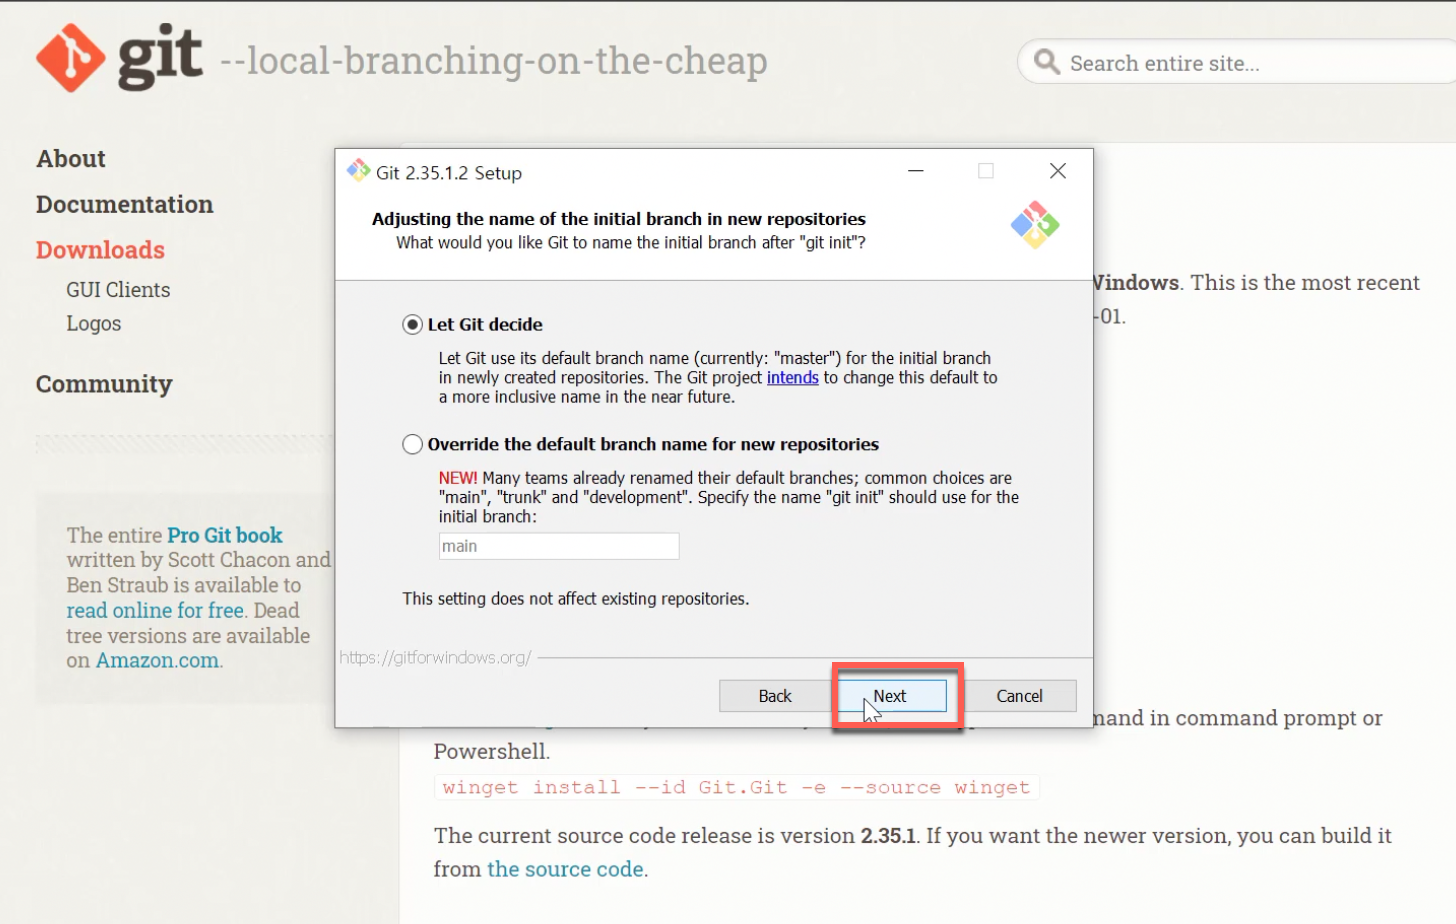 git --local-branching-on-the-cheap
Search entire site...
About
Documentation
Downloads
GUI Clients
Logos
Community
The entire Pro Git book
written by Scott Chacon and
Ben Straub is available to
read online for free. Dead
tree versions are available
on Amazon.com.
Git 2.35.1.2 Setup
Adjusting the name of the initial branch in new repositories
What would you like Git to name the initial branch after "git init"?
Let Git decide
Let Git use its default branch name (currently: "master") for the initial branch
in newly created repositories. The Git project intends to change this default to
a more inclusive name in the near future.
Override the default branch name for new repositories
NEW! Many teams already renamed their default branches; common choices are
"main", "trunk" and "development". Specify the name "git init" should use for the
initial branch:
main
This setting does not affect existing repositories.
https://gitforwindows.org/
Back
Next
Cancel
Windows. This is the most recent
-01.
mand in command prompt or
Powershell.
winget install --id Git.Git -e --source winget
The current source code release is version 2.35.1. If you want the newer version, you can build it
from the source code.